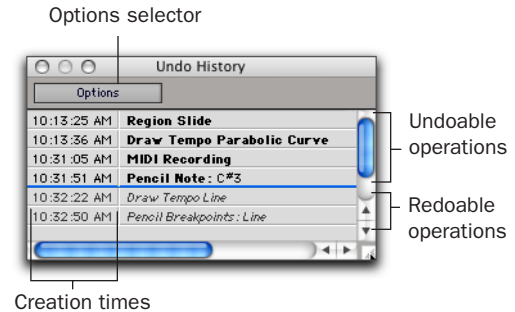 Options selector
Undo History
Options
10:13:25 AM Region Slide
10:13:36 AM Draw Tempo Parabolic Curve
10:31:05 AM MIDI Recording
10:31:51 AM Pencil Note: C#3
10:32:22 AM Draw Tempo Line
10:32:50 AM Pencil Breakpoints: Line
Undoable
operations
Redoable
operations
Creation times